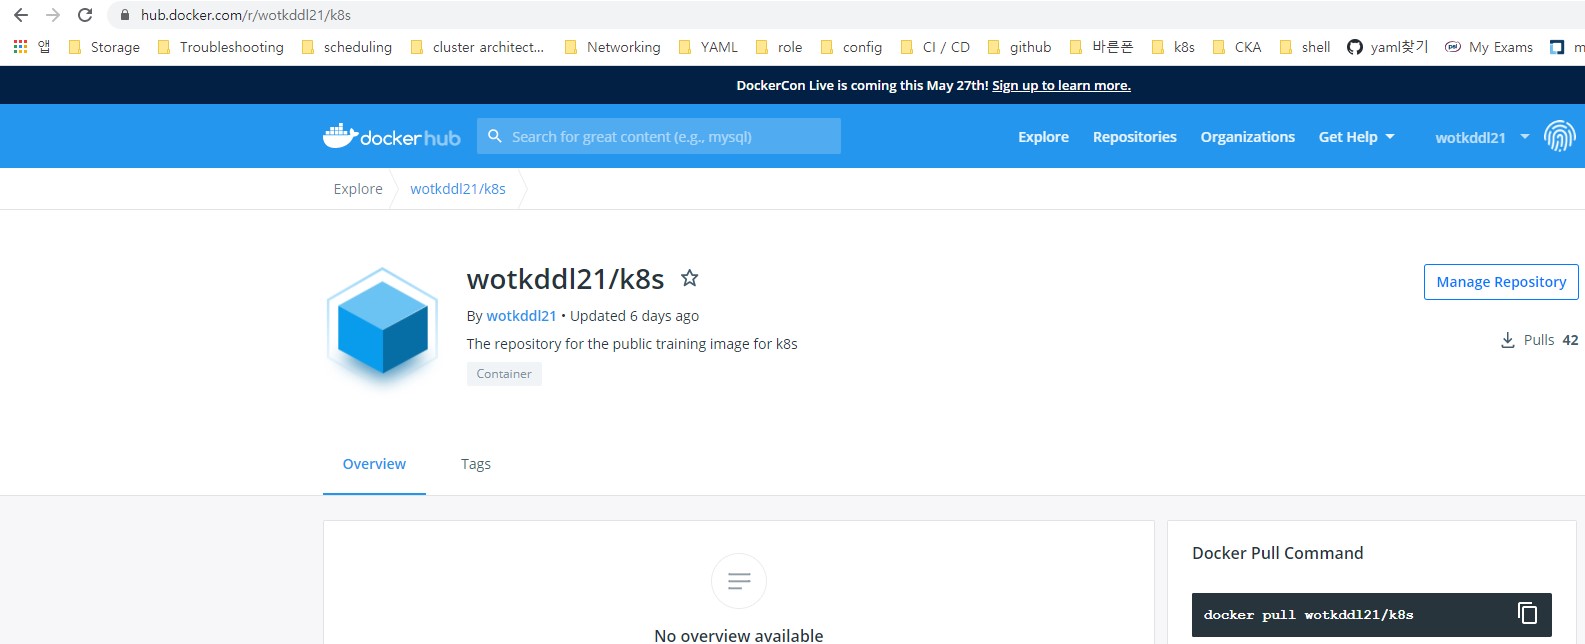 hub.docker.com/r/wotkddl21/k8s
앱 Storage Troubleshooting scheduling cluster architect... Networking YAML role config CI / CD github 바른폰 k8s CKA shell yaml찾기 My Exams m
DockerCon Live is coming this May 27th! Sign up to learn more.
docker hub Search for great content (e.g., mysql) Explore Repositories Organizations Get Help wotkddl21
Explore wotkddl21/k8s
wotkddl21/k8s
Manage Repository
By wotkddl21 • Updated 6 days ago
Pulls 42
The repository for the public training image for k8s
Container
Overview Tags
Docker Pull Command
docker pull wotkddl21/k8s
No overview available